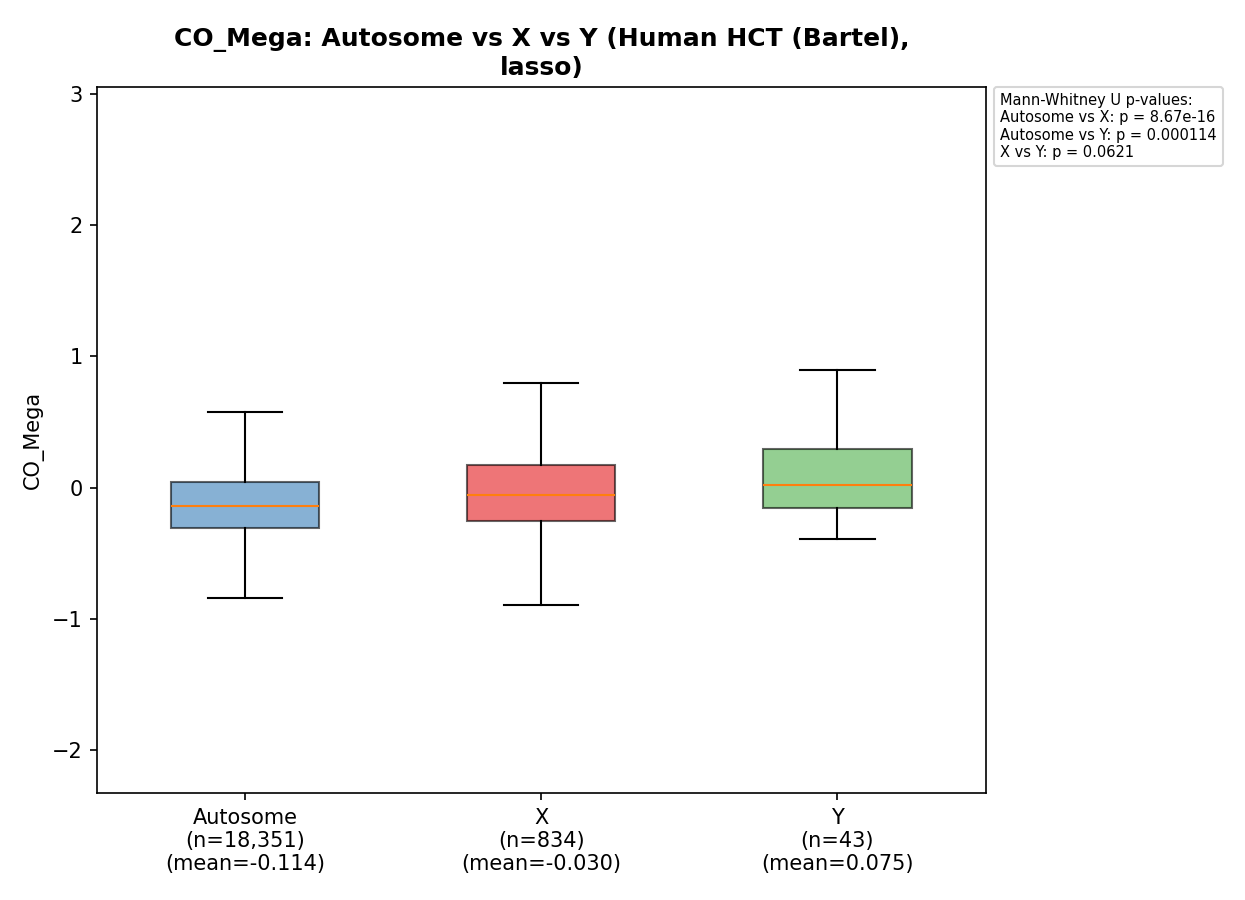 CO_Mega: Autosome vs X vs Y (Human HCT (Bartel),
lasso)
Mann-Whitney U p-values:
Autosome vs X: p = 8.67e-16
Autosome vs Y: p = 0.000114
X vs Y: p = 0.0621
CO_Mega
3
2
1
0
−1
−2
Autosome
(n=18,351)
(mean=-0.114)
X
(n=834)
(mean=-0.030)
Y
(n=43)
(mean=0.075)